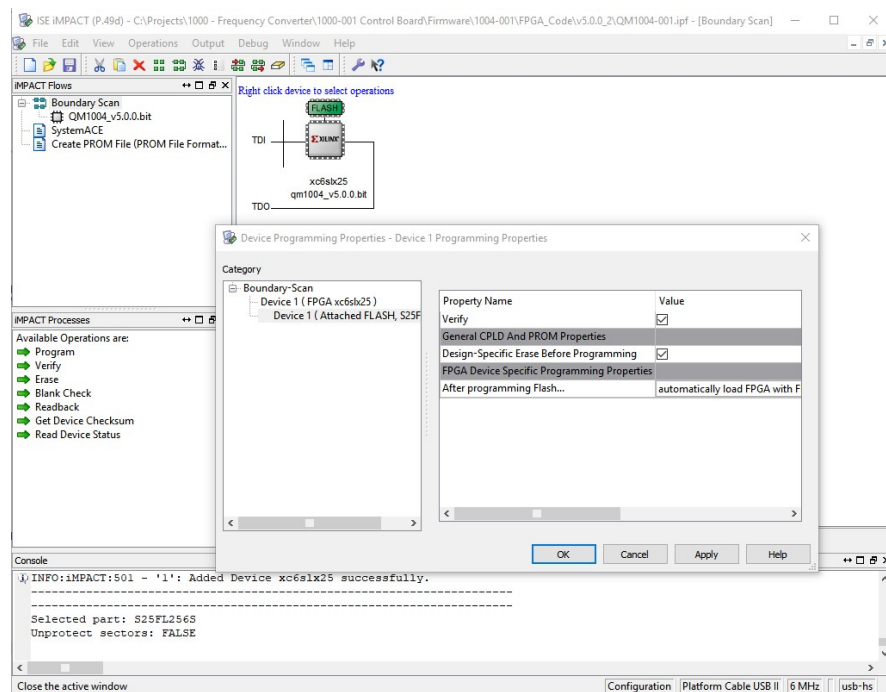 ISE iMPACT (P.49d) - C:\Projects\1000 - Frequency Converter\1000-001 Control Board\Firmware\1004-001\FPGA_Code\v5.0.0_2\QM1004-001.ipf - [Boundary Scan]
File Edit View Operations Output Debug Window Help
iMPACT Flows
Boundary Scan
QM1004_v5.0.0.bit
SystemACE
Create PROM File (PROM File Format...
Right click device to select operations
FLASH
TDI
XILINX
xc6slx25
qm1004_v5.0.0.bit
TDO
Device Programming Properties - Device 1 Programming Properties
Category
Boundary-Scan
Device 1 ( FPGA xc6slx25 )
Device 1 ( Attached FLASH, S25F
Property Name Value
Verify
General CPLD And PROM Properties
Design-Specific Erase Before Programming
FPGA Device Specific Programming Properties
After programming Flash... automatically load FPGA with F
OK Cancel Apply Help
iMPACT Processes
Available Operations are:
Program
Verify
Erase
Blank Check
Readback
Get Device Checksum
Read Device Status
Console
INFO:iMPACT:501 - '1': Added Device xc6slx25 successfully.
----------------------------------------------------------------------
----------------------------------------------------------------------
Selected part: S25FL256S
Unprotect sectors: FALSE
Close the active window
Configuration Platform Cable USB II 6 MHz usb-hs